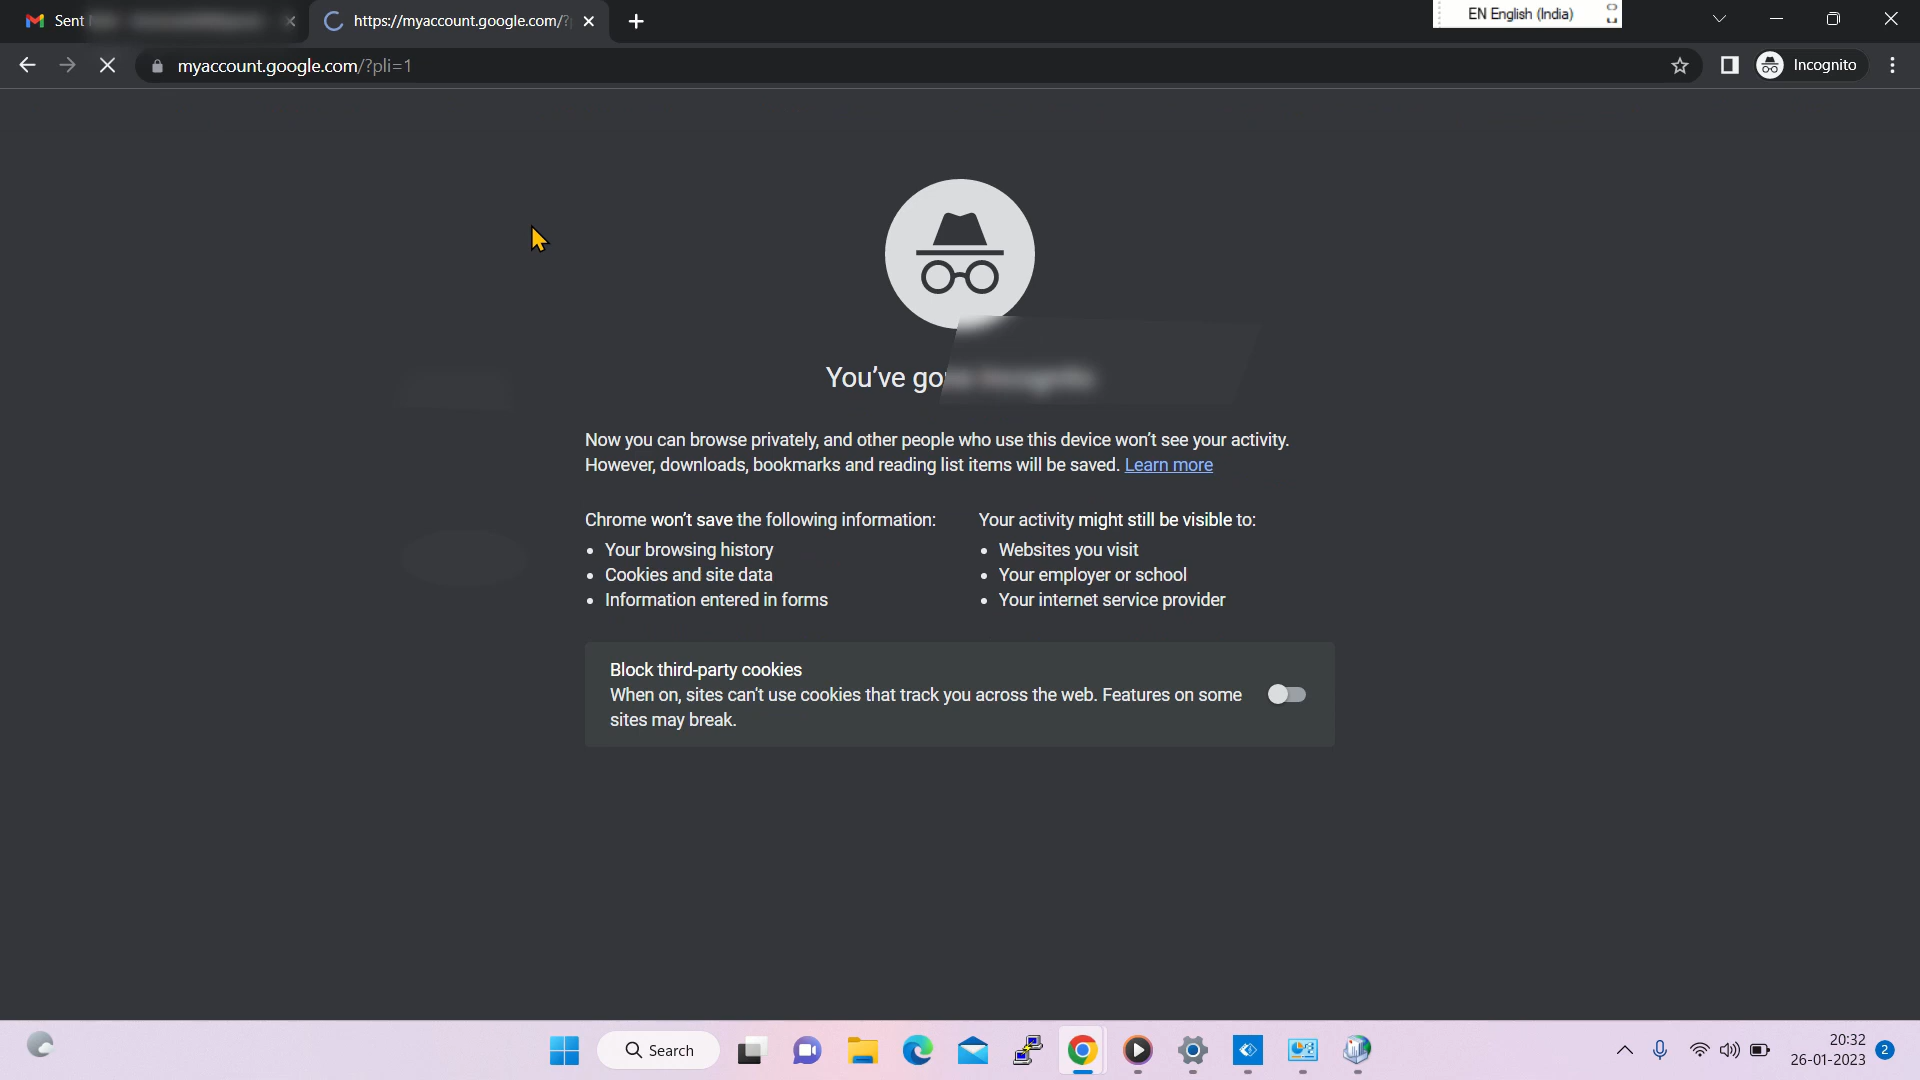 Sent
https://myaccount.google.com/?
EN English (India)
myaccount.google.com/?pli=1
Incognito
You've gone Incognito
Now you can browse privately, and other people who use this device won't see your activity.
However, downloads, bookmarks and reading list items will be saved. Learn more
Chrome won't save the following information:
Your browsing history
Cookies and site data
Information entered in forms
Your activity might still be visible to:
Websites you visit
Your employer or school
Your internet service provider
Block third-party cookies
When on, sites can't use cookies that track you across the web. Features on some
sites may break.
Search
20:32
26-01-2023
2